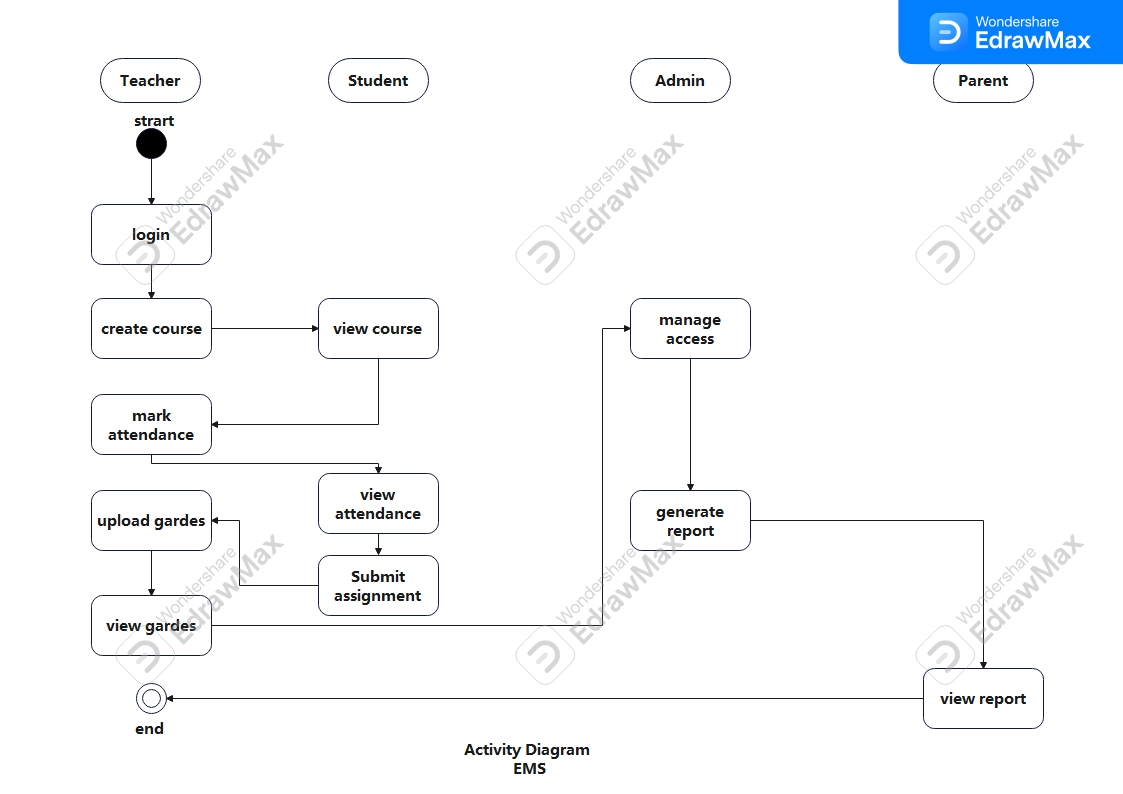 Wondershare
EdrawMax
Teacher
Student
Admin
Parent
strart
Wondershare
EdrawMax
Wondershare
EdrawMax
Wondershare
EdrawMax
login
create course
view course
manage
access
mark
attendance
view
attendance
upload gardes
generate
report
Submit
assignment
Wondershare
EdrawMax
Wondershare
EdrawMax
Wondershare
EdrawMax
view gardes
view report
end
Activity Diagram
EMS